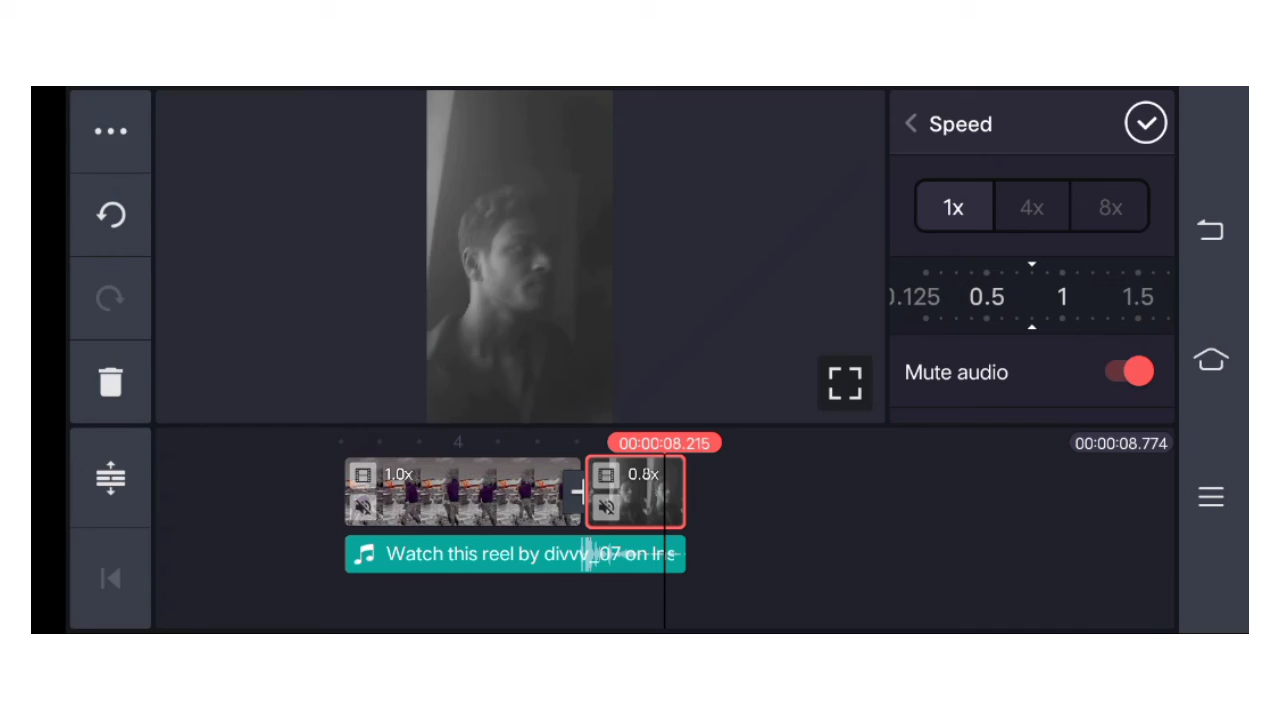 Speed
1x 4x 8x
0.125 0.5 1 1.5
Mute audio
4
00:00:08.215
00:00:08.774
1.0x
0.8x
Watch this reel by divvv_07 on Ins